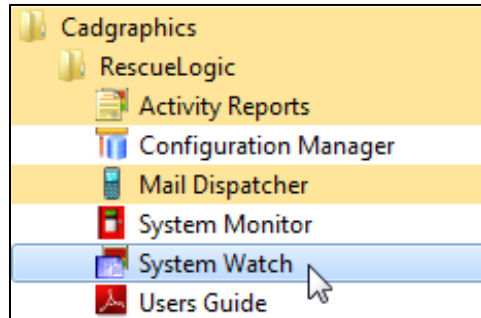 Cadgraphics
RescueLogic
Activity Reports
Configuration Manager
Mail Dispatcher
System Monitor
System Watch
Users Guide